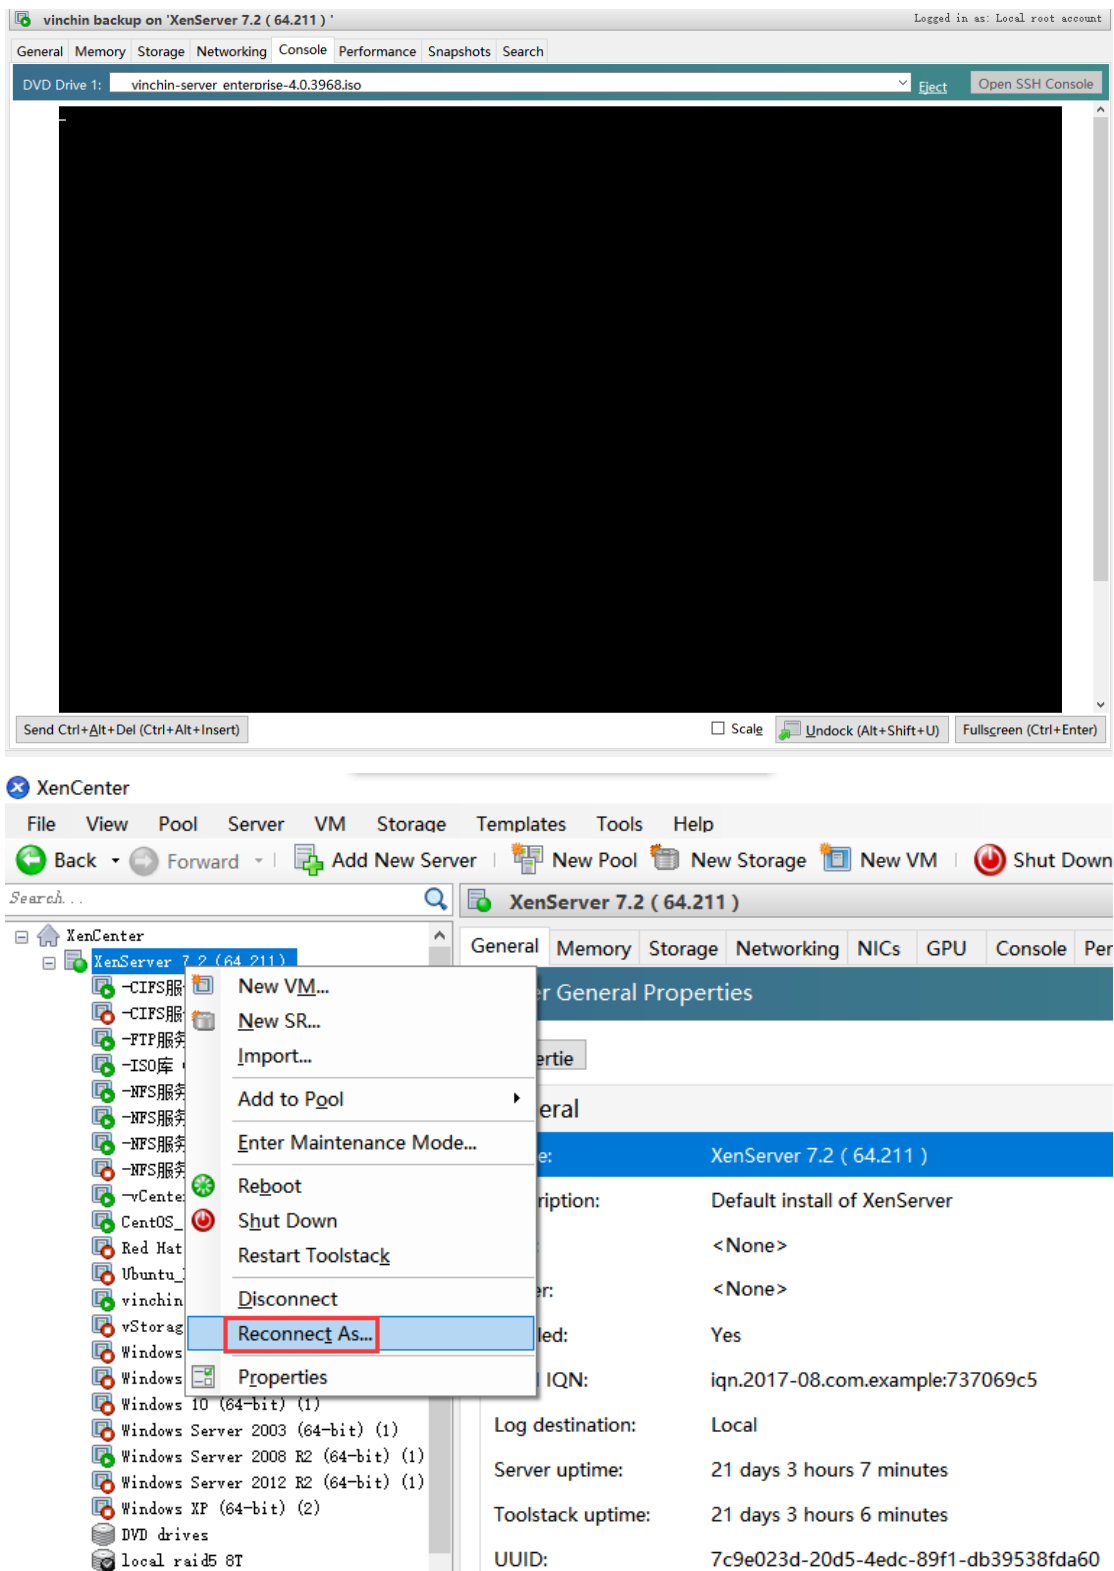 vinchin backup on 'XenServer 7.2 ( 64.211 ) '
Logged in as: Local root account
General Memory Storage Networking Console Performance Snapshots Search
DVD Drive 1: vinchin-server enterprise-4.0.3968.iso Eject Open SSH Console
Send Ctrl+Alt+Del (Ctrl+Alt+Insert) Scale Undock (Alt+Shift+U) Fullscreen (Ctrl+Enter)
XenCenter
File View Pool Server VM Storage Templates Tools Help
Back Forward Add New Server New Pool New Storage New VM Shut Down
Search...
XenServer 7.2 ( 64.211 )
General Memory Storage Networking NICs GPU Console Per
XenCenter
XenServer 7.2 (64.211)
-CIFS服
-CIFS服
-FTP服务
-ISO库
-NFS服务
-NFS服务
-NFS服务
-NFS服务
-vCente
CentOS_
Red Hat
Ubuntu_
vinchin
vStorag
Windows
Windows
Windows 10 (64-bit) (1)
Windows Server 2003 (64-bit) (1)
Windows Server 2008 R2 (64-bit) (1)
Windows Server 2012 R2 (64-bit) (1)
Windows XP (64-bit) (2)
DVD drives
local raid5 8T
New VM...
New SR...
Import...
Add to Pool
Enter Maintenance Mode...
Reboot
Shut Down
Restart Toolstack
Disconnect
Reconnect As...
Properties
r General Properties
ertie
eral
e: XenServer 7.2 ( 64.211 )
ription: Default install of XenServer
<None>
er: <None>
led: Yes
IQN: iqn.2017-08.com.example:737069c5
Log destination: Local
Server uptime: 21 days 3 hours 7 minutes
Toolstack uptime: 21 days 3 hours 6 minutes
UUID: 7c9e023d-20d5-4edc-89f1-db39538fda60